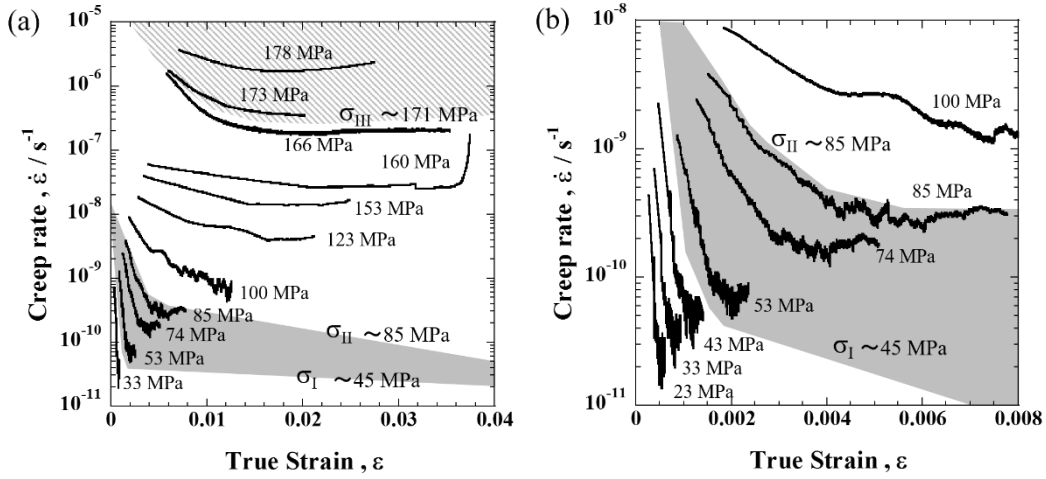 (a)
10⁻⁵
10⁻⁶
10⁻⁷
10⁻⁸
10⁻⁹
10⁻¹⁰
10⁻¹¹
Creep rate , ε̇ / s⁻¹
178 MPa
173 MPa
σIII ~171 MPa
166 MPa
160 MPa
153 MPa
123 MPa
100 MPa
85 MPa
74 MPa
53 MPa
33 MPa
σII ~85 MPa
σI ~45 MPa
0 0.01 0.02 0.03 0.04
True Strain , ε
(b)
10⁻⁸
10⁻⁹
10⁻¹⁰
10⁻¹¹
Creep rate , ε̇ / s⁻¹
100 MPa
σII ~85 MPa
85 MPa
74 MPa
53 MPa
43 MPa
33 MPa
23 MPa
σI ~45 MPa
0 0.002 0.004 0.006 0.008
True Strain , ε